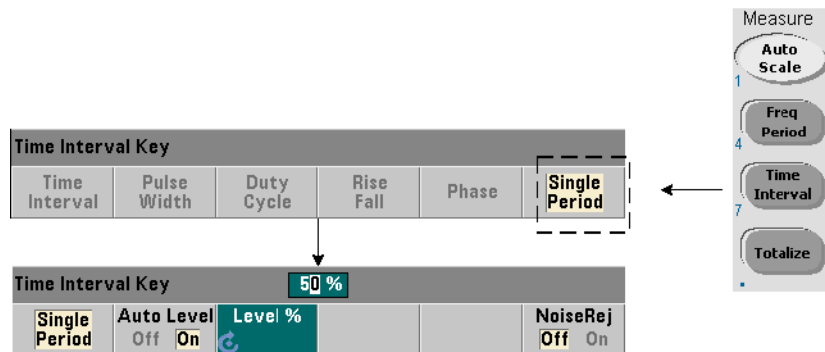 Measure
Auto
Scale
1
Freq
Period
4
Time
Interval
7
Totalize
.
Time Interval Key
Time Interval
Pulse Width
Duty Cycle
Rise Fall
Phase
Single Period
Time Interval Key
50 %
Single Period
Auto Level
Off On
Level %
NoiseRej
Off On